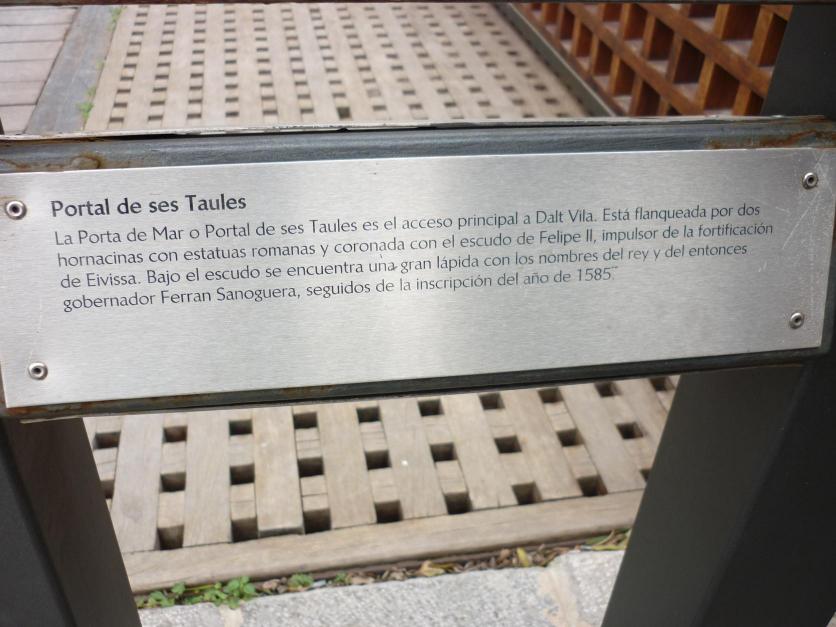 Portal de ses Taules
La Porta de Mar o Portal de ses Taules es el acceso principal a Dalt Vila. Está flanqueada por dos
hornacinas con estatuas romanas y coronada con el escudo de Felipe II, impulsor de la fortificación
de Eivissa. Bajo el escudo se encuentra una gran lápida con los nombres del rey y del entonces
gobernador Ferran Sanoguera, seguidos de la inscripción del año de 1585.